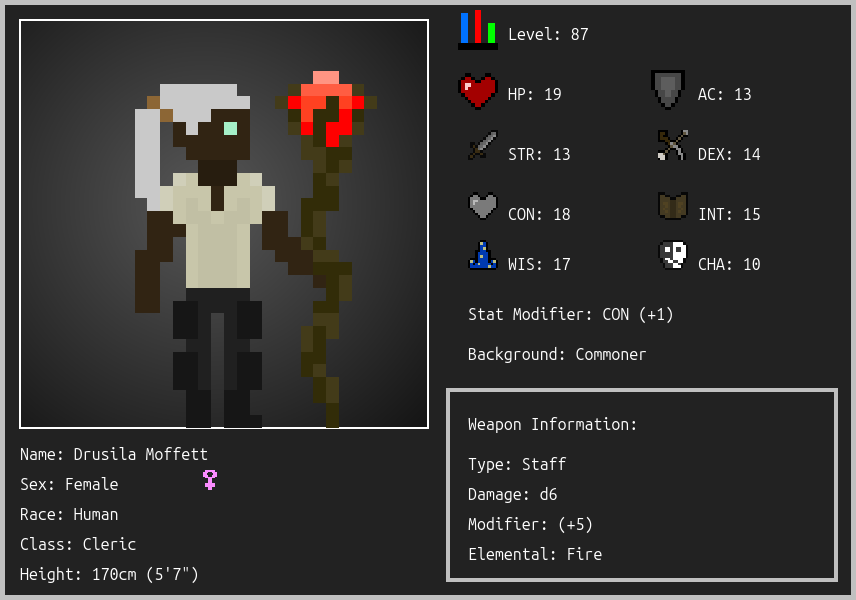 Level: 87
HP: 19
AC: 13
STR: 13
DEX: 14
CON: 18
INT: 15
WIS: 17
CHA: 10
Stat Modifier: CON (+1)
Background: Commoner
Weapon Information:
Type: Staff
Damage: d6
Modifier: (+5)
Elemental: Fire
Name: Drusila Moffett
Sex: Female
Race: Human
Class: Cleric
Height: 170cm (5'7")